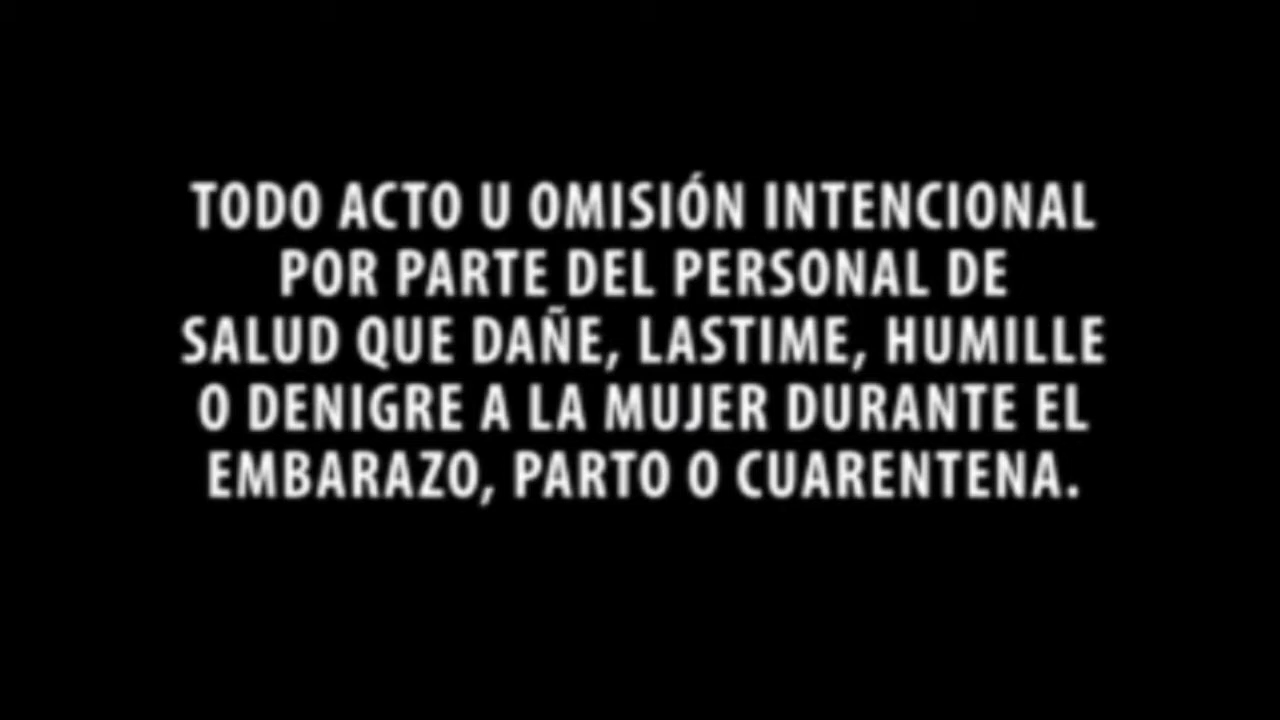 TODO ACTO U OMISIÓN INTENCIONAL
POR PARTE DEL PERSONAL DE
SALUD QUE DAÑE, LASTIME, HUMILLE
O DENIGRE A LA MUJER DURANTE EL
EMBARAZO, PARTO O CUARENTENA.